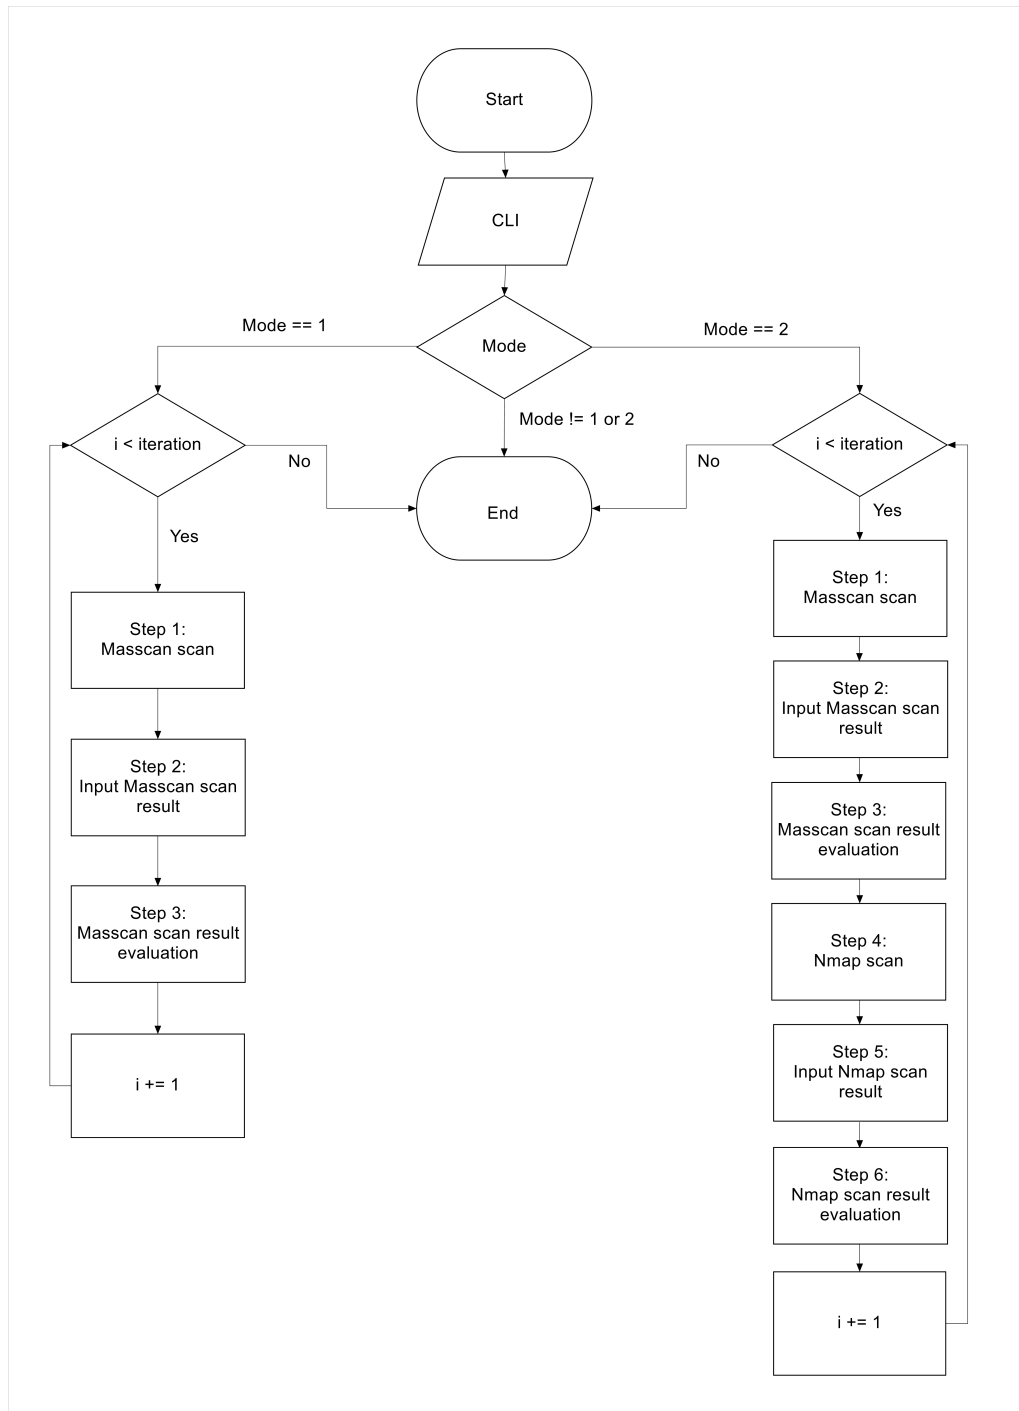 Start
CLI
Mode == 1
Mode
Mode == 2
Mode != 1 or 2
i < iteration
No
Yes
End
i < iteration
No
Yes
Step 1:
Masscan scan
Step 2:
Input Masscan scan
result
Step 3:
Masscan scan result
evaluation
i += 1
Step 1:
Masscan scan
Step 2:
Input Masscan scan
result
Step 3:
Masscan scan result
evaluation
Step 4:
Nmap scan
Step 5:
Input Nmap scan
result
Step 6:
Nmap scan result
evaluation
i += 1